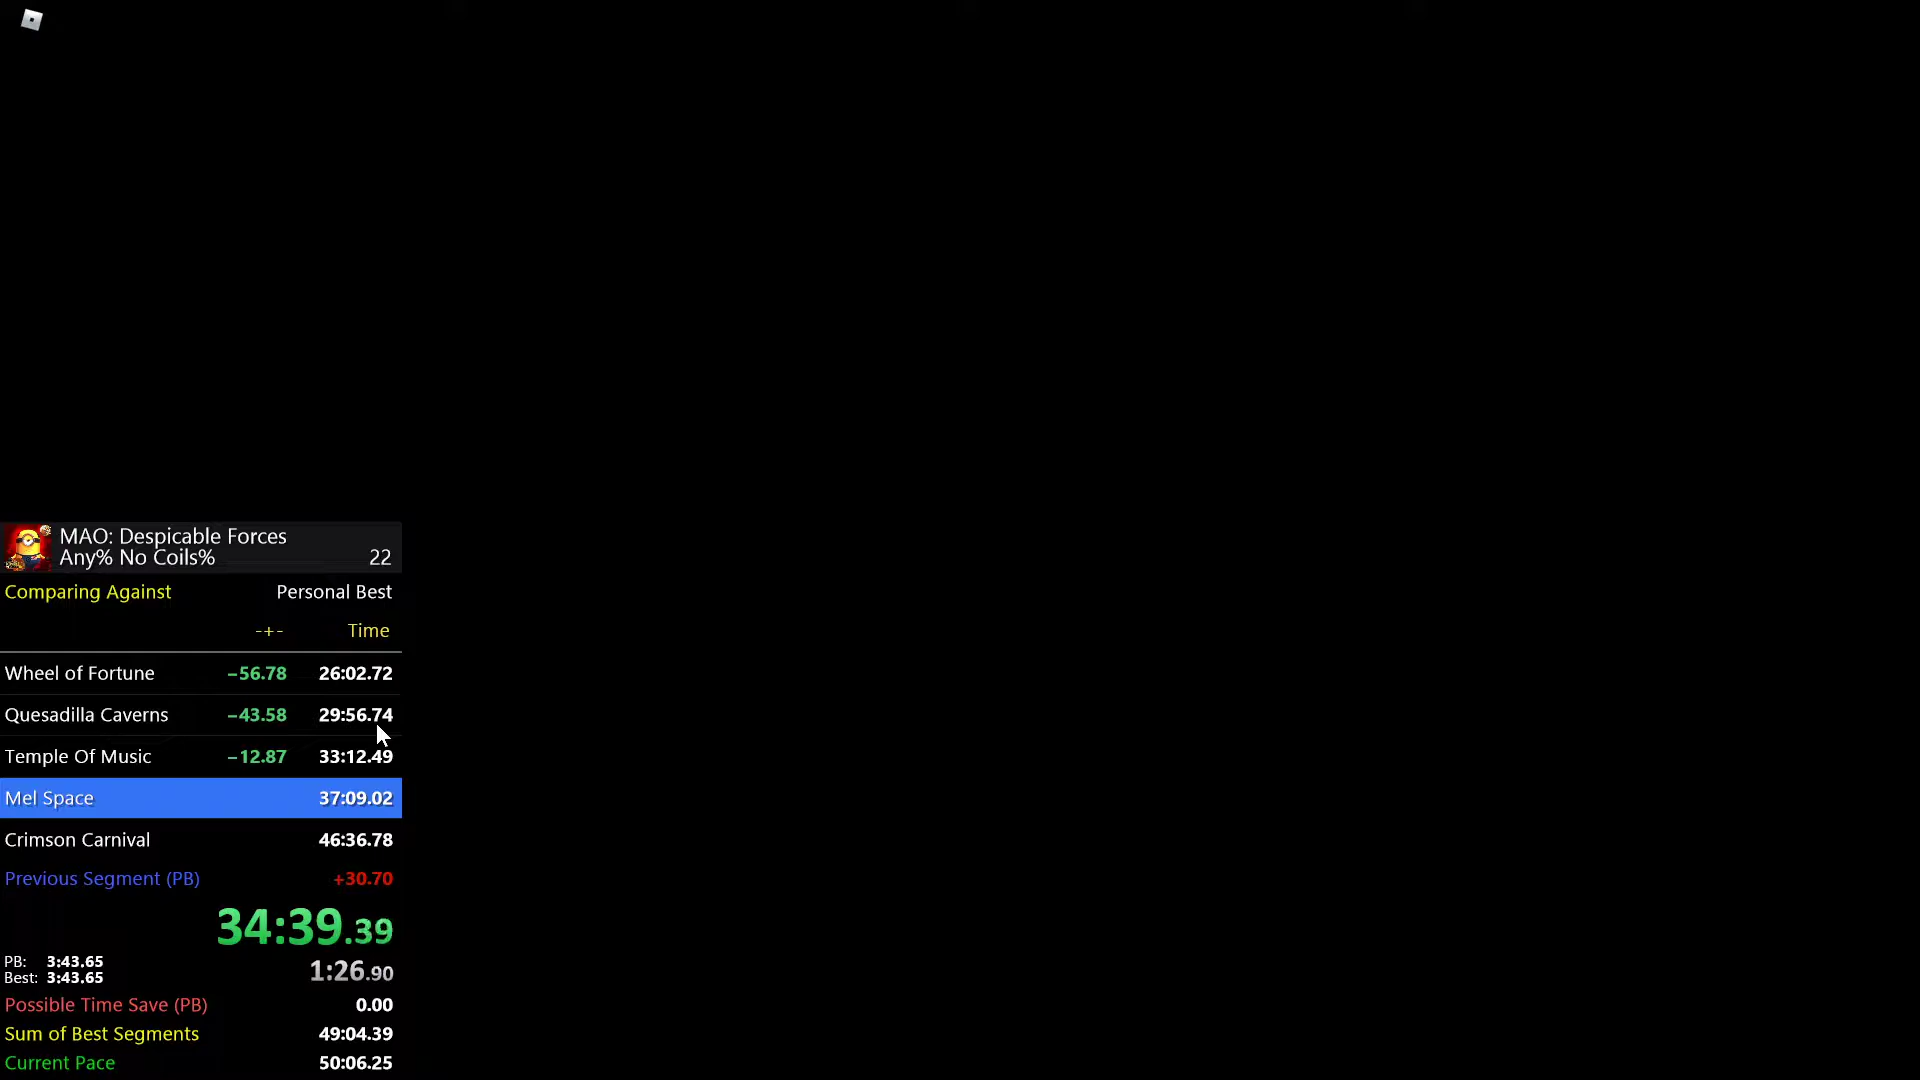 MAO: Despicable Forces
Any% No Coils% 22
Comparing Against Personal Best
-+- Time
Wheel of Fortune −56.78 26:02.72
Quesadilla Caverns −43.58 29:56.74
Temple Of Music −12.87 33:12.49
Mel Space 37:09.02
Crimson Carnival 46:36.78
Previous Segment (PB) +30.70
34:39.39
PB: 3:43.65
Best: 3:43.65 1:26.90
Possible Time Save (PB) 0.00
Sum of Best Segments 49:04.39
Current Pace 50:06.25